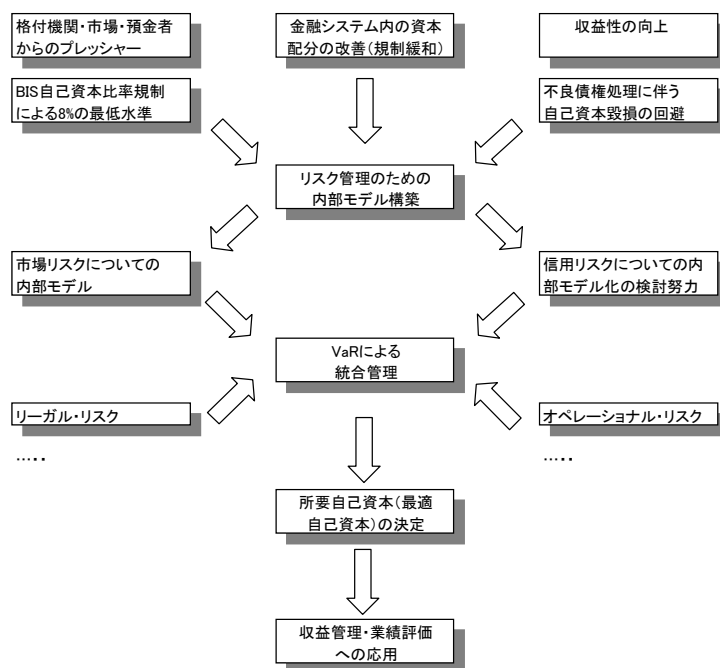 格付機関・市場・預金者
からのプレッシャー
金融システム内の資本
配分の改善(規制緩和)
収益性の向上
BIS自己資本比率規制
による8%の最低水準
不良債権処理に伴う
自己資本毀損の回避
リスク管理のための
内部モデル構築
市場リスクについての
内部モデル
信用リスクについての内
部モデル化の検討努力
VaRによる
統合管理
リーガル・リスク
オペレーショナル・リスク
…‥
…‥
所要自己資本(最適
自己資本)の決定
収益管理・業績評価
への応用